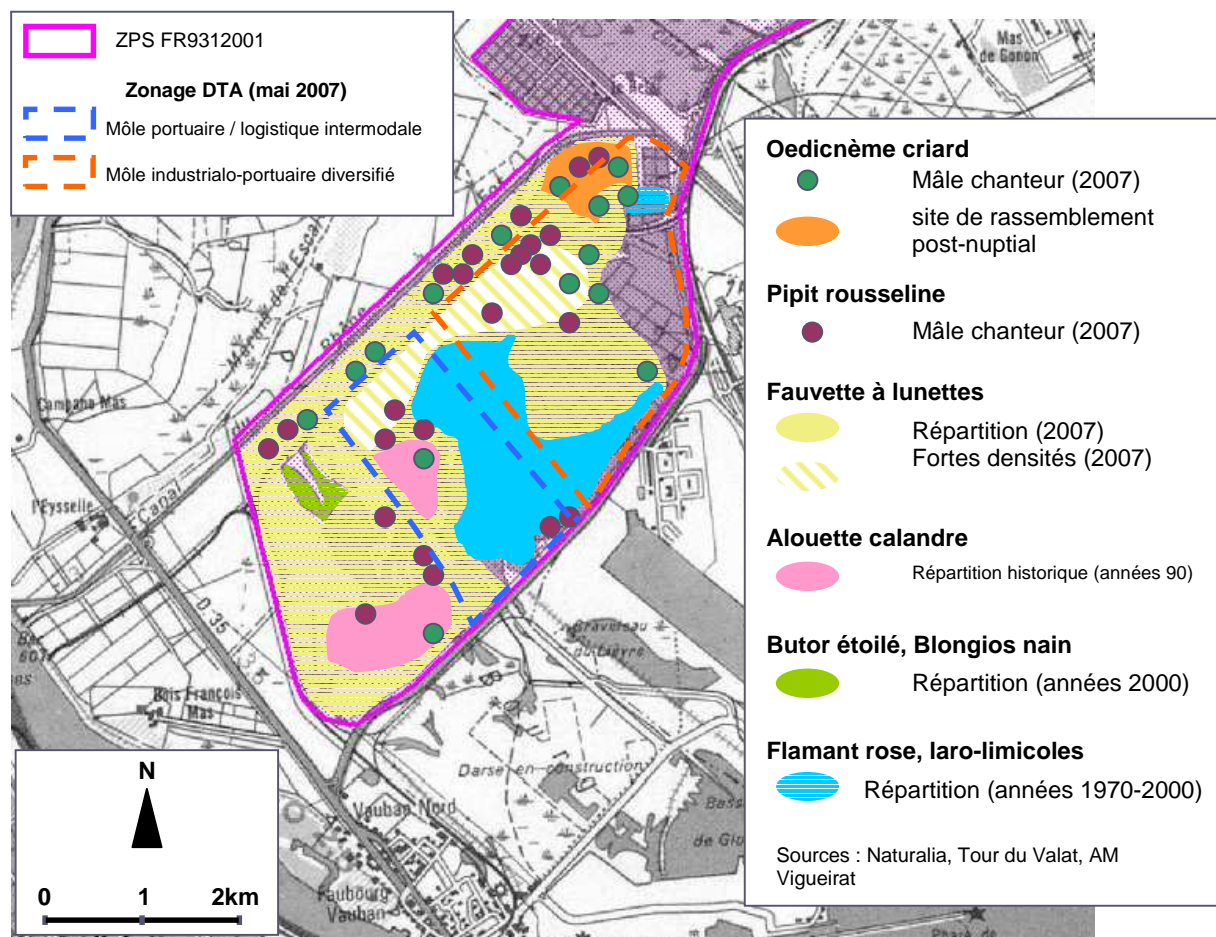 ZPS FR9312001
Zonage DTA (mai 2007)
Môle portuaire / logistique intermodale
Môle industrialo-portuaire diversifié
Mas
de Gonon
Oedicnème criard
Mâle chanteur (2007)
site de rassemblement
post-nuptial
Pipit rousseline
Mâle chanteur (2007)
Fauvette à lunettes
Répartition (2007)
Fortes densités (2007)
Alouette calandre
Répartition historique (années 90)
Butor étoilé, Blongios nain
Répartition (années 2000)
Flamant rose, laro-limicoles
Répartition (années 1970-2000)
Sources : Naturalia, Tour du Valat, AM
Vigueirat
Campana Mas
l'Eysselle
Canal
D 35
Bois François
Mas
Darse en construction
Vauban Nord
Faubourg
Vauban
N
0 1 2km